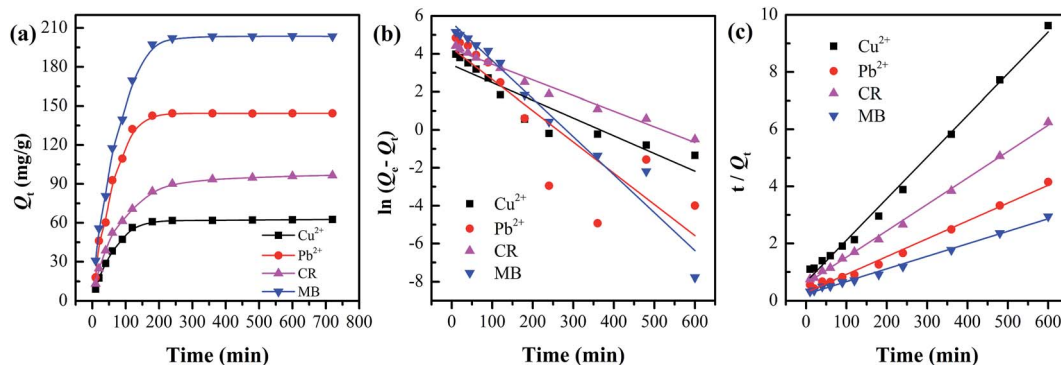 (a)
210
180
150
120
90
60
30
0
Qt (mg/g)
0 100 200 300 400 500 600 700 800
Time (min)
Cu2+
Pb2+
CR
MB
(b)
6
4
2
0
-2
-4
-6
-8
ln (Qe - Qt)
0 100 200 300 400 500 600
Time (min)
Cu2+
Pb2+
CR
MB
(c)
10
8
6
4
2
0
t / Qt
0 100 200 300 400 500 600
Time (min)
Cu2+
Pb2+
CR
MB